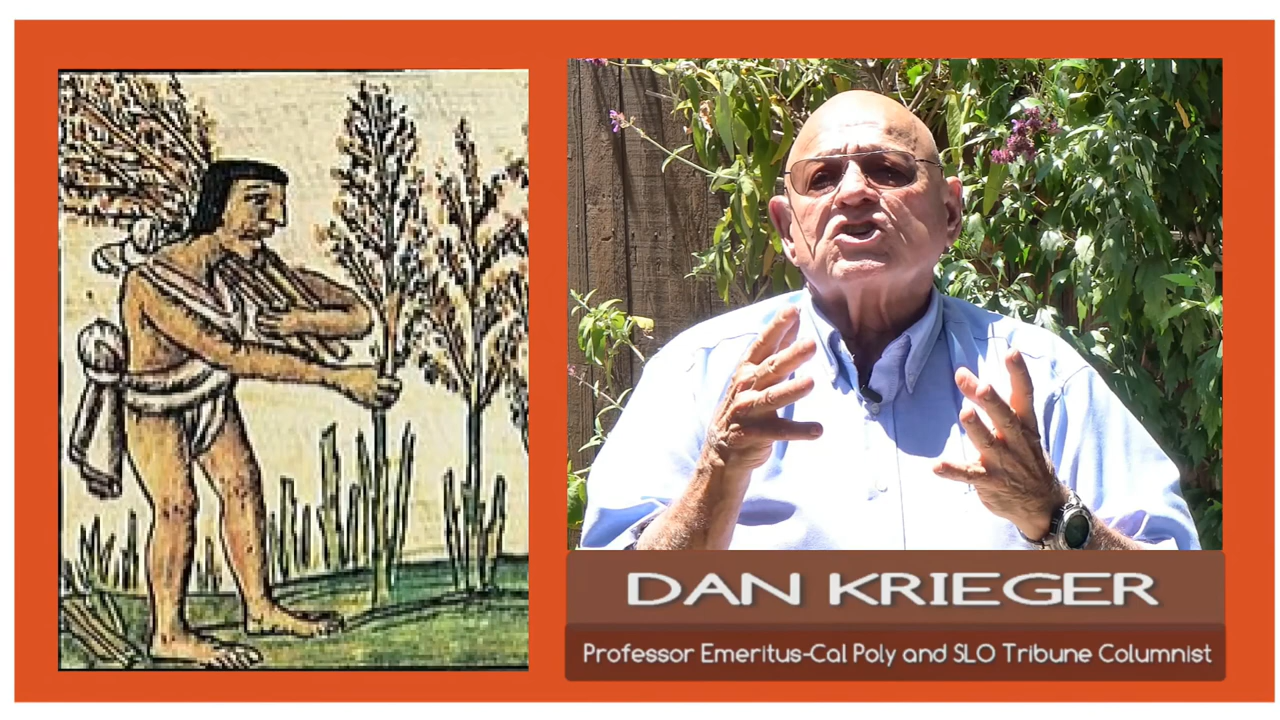 DAN KRIEGER
Professor Emeritus-Cal Poly and SLO Tribune Columnist